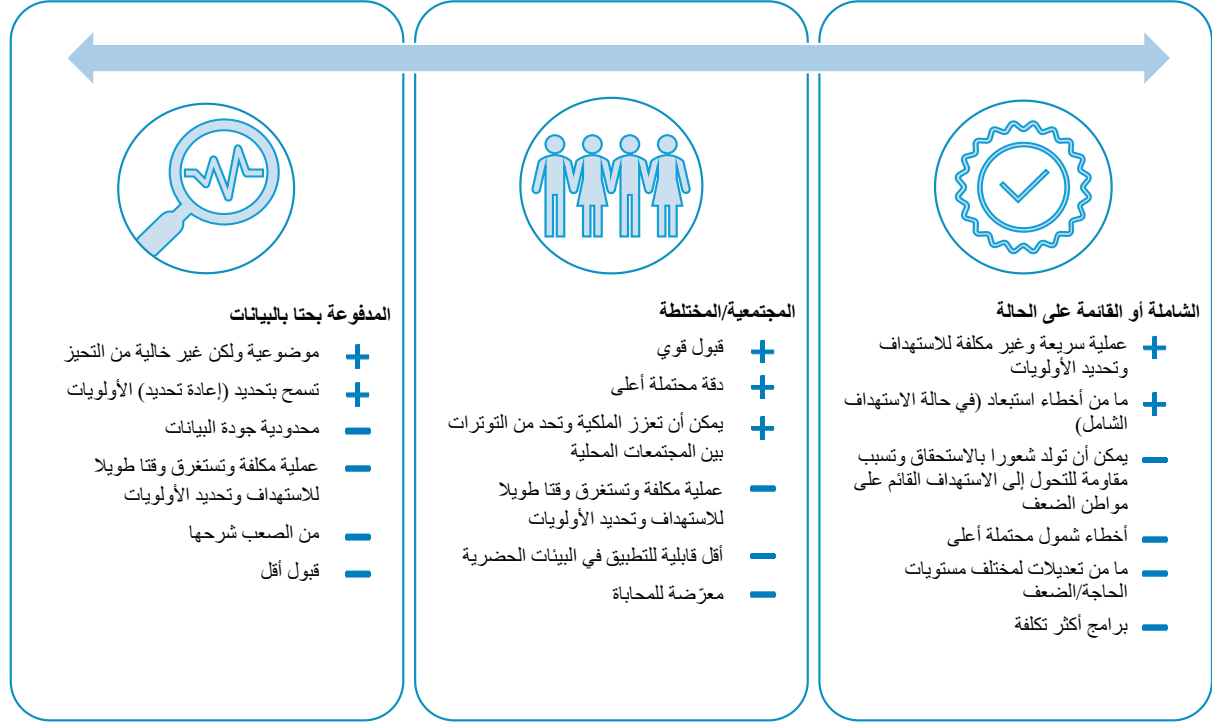 الشاملة أو القائمة على الحالة
عملية سريعة وغير مكلفة للاستهداف
وتحديد الأولويات
ما من أخطاء استبعاد (في حالة الاستهداف
الشامل)
يمكن أن تولد شعورا بالاستحقاق وتسبب
مقاومة للتحول إلى الاستهداف القائم على
مواطن الضعف
أخطاء شمول محتملة أعلى
ما من تعديلات لمختلف مستويات
الحاجة/الضعف
برامج أكثر تكلفة
المجتمعية/المختلطة
قبول قوي
دقة محتملة أعلى
يمكن أن تعزز الملكية وتحد من التوترات
بين المجتمعات المحلية
عملية مكلفة وتستغرق وقتا طويلا
للاستهداف وتحديد الأولويات
أقل قابلية للتطبيق في البيئات الحضرية
معرّضة للمحاباة
المدفوعة بحتا بالبيانات
موضوعية ولكن غير خالية من التحيز
تسمح بتحديد (إعادة تحديد) الأولويات
محدودية جودة البيانات
عملية مكلفة وتستغرق وقتا طويلا
للاستهداف وتحديد الأولويات
من الصعب شرحها
قبول أقل